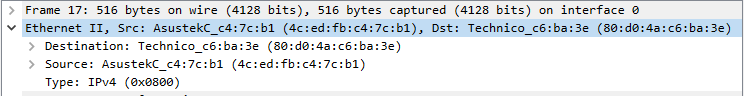 Frame 17: 516 bytes on wire (4128 bits), 516 bytes captured (4128 bits) on interface 0
Ethernet II, Src: AsustekC_c4:7c:b1 (4c:ed:fb:c4:7c:b1), Dst: Technico_c6:ba:3e (80:d0:4a:c6:ba:3e)
Destination: Technico_c6:ba:3e (80:d0:4a:c6:ba:3e)
Source: AsustekC_c4:7c:b1 (4c:ed:fb:c4:7c:b1)
Type: IPv4 (0x0800)